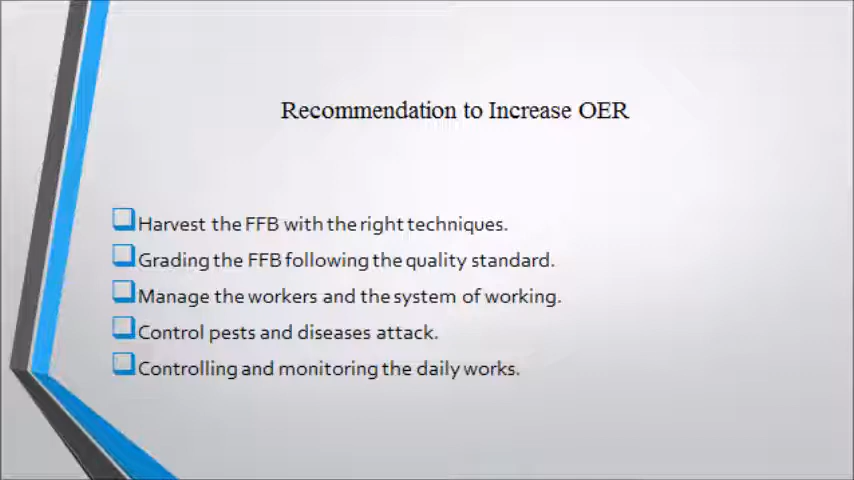 Recommendation to Increase OER
Harvest the FFB with the right techniques.
Grading the FFB following the quality standard.
Manage the workers and the system of working.
Control pests and diseases attack.
Controlling and monitoring the daily works.